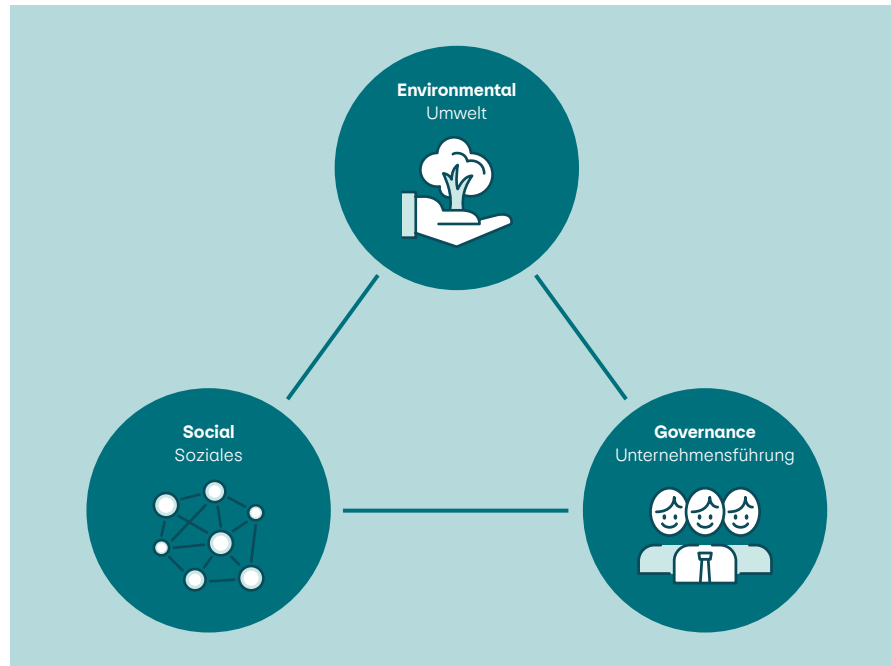 Environmental
Umwelt
Social
Soziales
Governance
Unternehmensführung